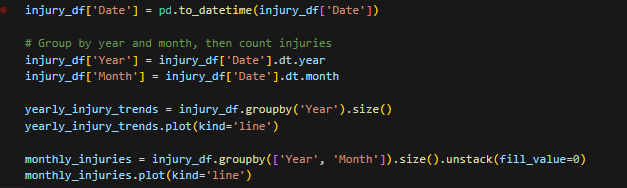 injury_df['Date'] = pd.to_datetime(injury_df['Date'])
# Group by year and month, then count injuries
injury_df['Year'] = injury_df['Date'].dt.year
injury_df['Month'] = injury_df['Date'].dt.month
yearly_injury_trends = injury_df.groupby('Year').size()
yearly_injury_trends.plot(kind='line')
monthly_injuries = injury_df.groupby(['Year', 'Month']).size().unstack(fill_value=0)
monthly_injuries.plot(kind='line')